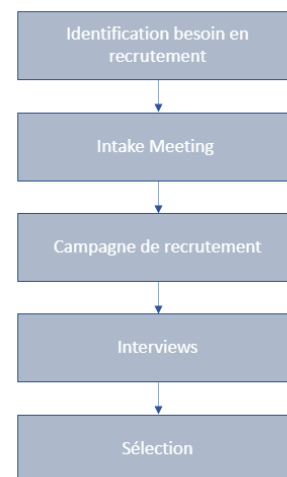 Identification besoin en
recrutement
Intake Meeting
Campagne de recrutement
Interviews
Sélection